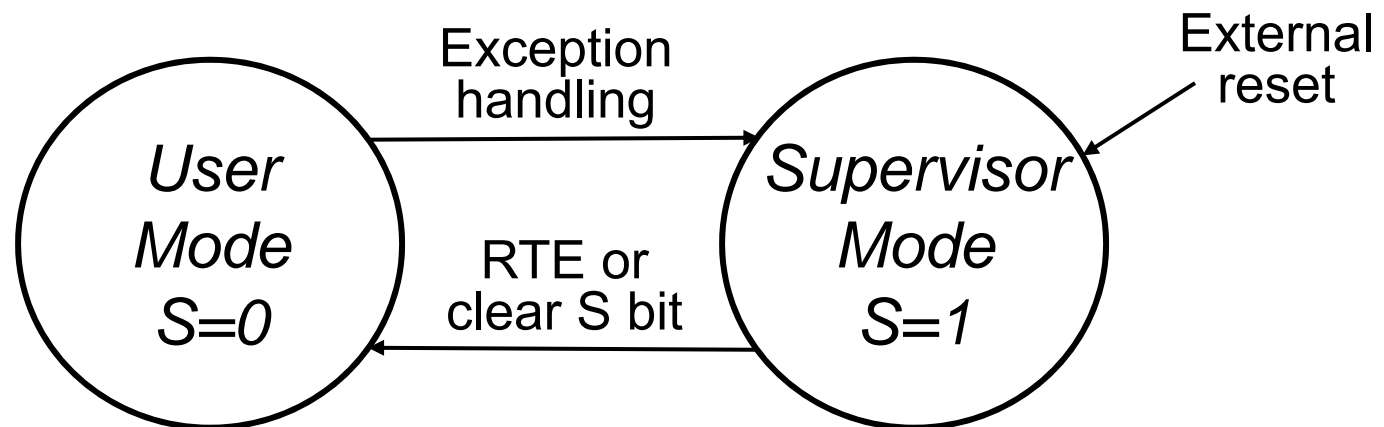 Exception
handling
External
reset
User
Mode
S=0
RTE or
clear S bit
Supervisor
Mode
S=1